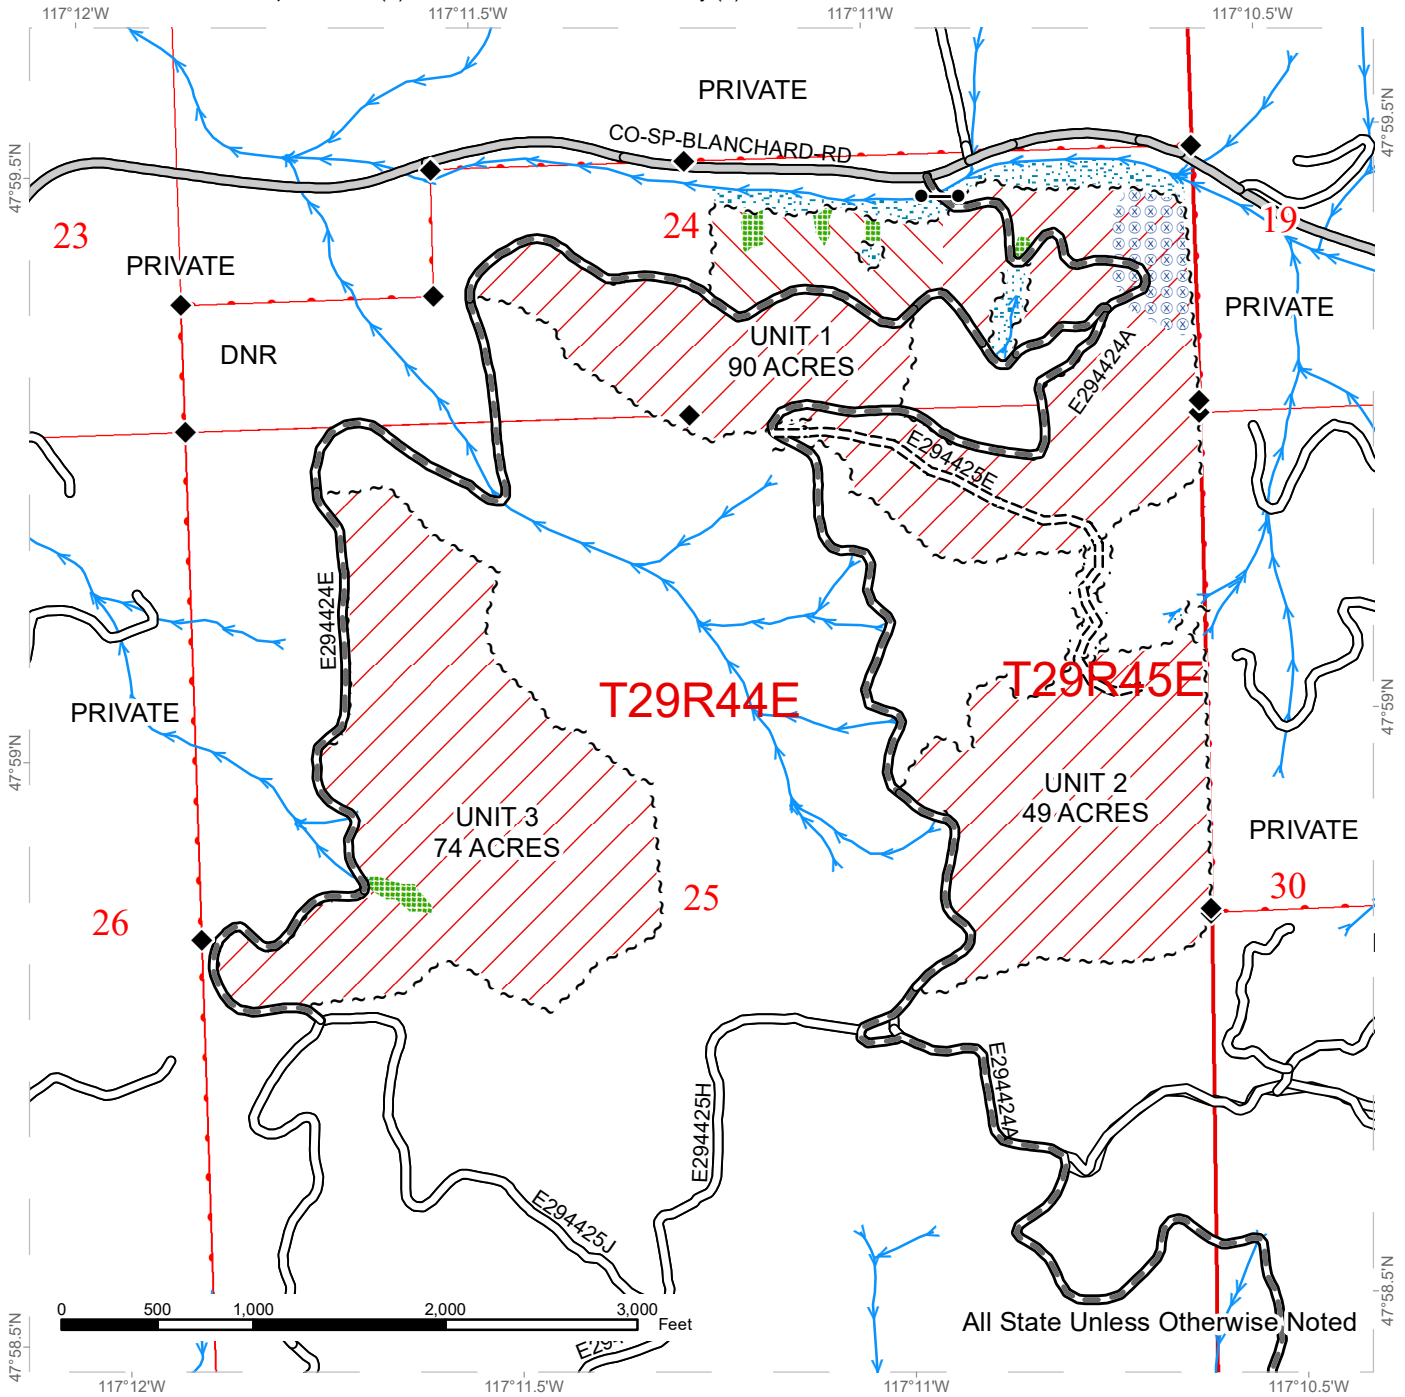 117°12'W
117°11.5'W
117°11'W
117°10.5'W
PRIVATE
CO-SP-BLANCHARD-RD
47°59.5'N
47°59.5'N
23
24
19
PRIVATE
PRIVATE
DNR
UNIT 1
90 ACRES
E294424A
E294425E
E294424E
T29R44E
T29R45E
PRIVATE
47°59'N
47°59'N
UNIT 2
49 ACRES
UNIT 3
74 ACRES
PRIVATE
25
30
26
E294424A
E294425H
E294425J
0
500
1,000
2,000
3,000
Feet
All State Unless Otherwise Noted
47°58.5'N
47°58.5'N
117°12'W
117°11.5'W
117°11'W
117°10.5'W